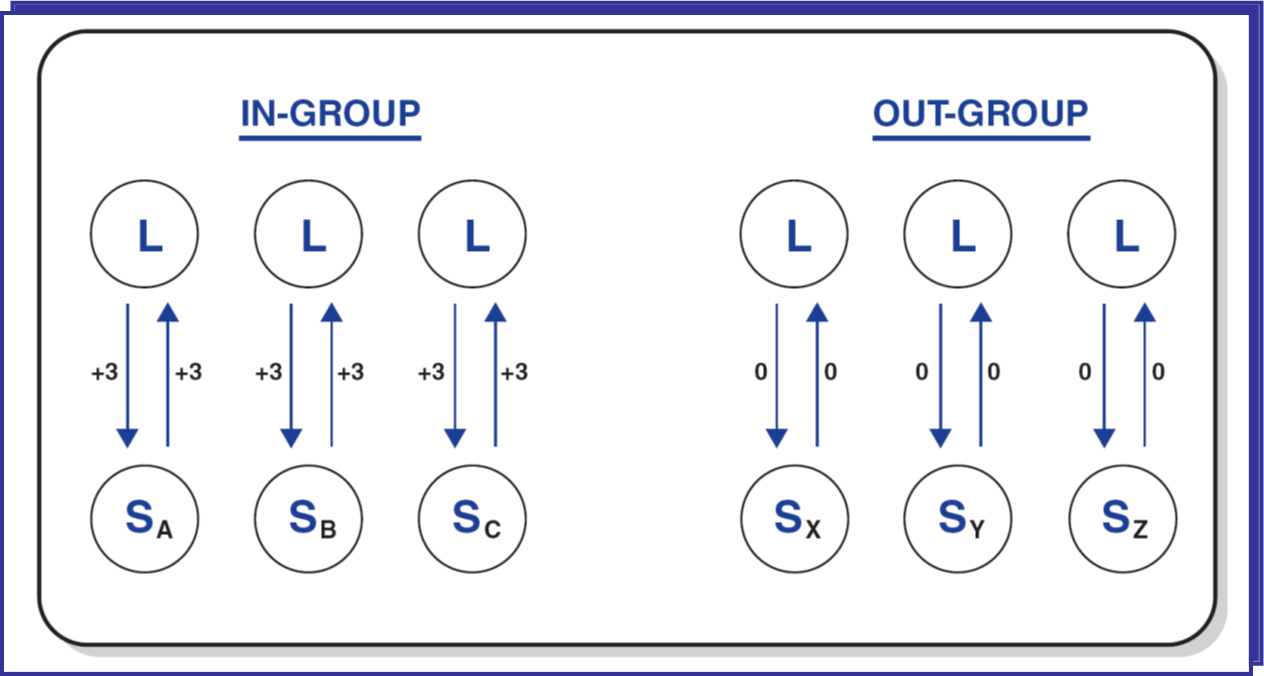 IN-GROUP OUT-GROUP
L L L L L L
+3 +3 +3 +3 +3 +3 0 0 0 0 0 0
SA SB SC SX SY SZ